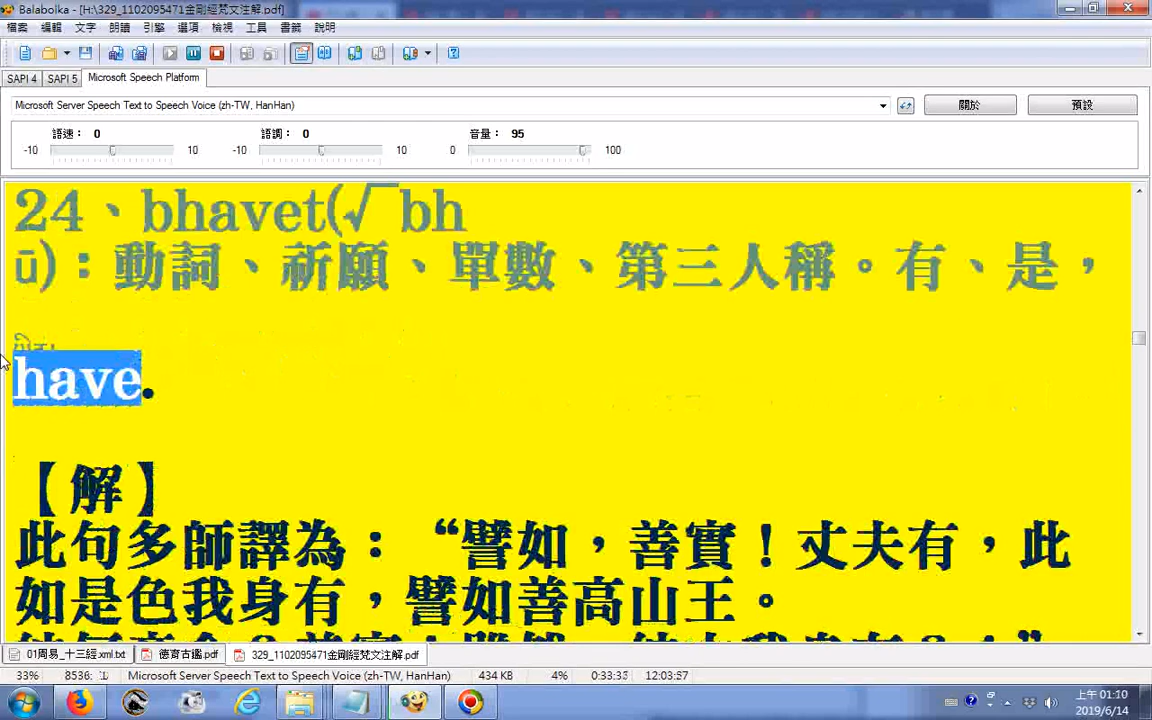 Balabolka - [H:\329_1102095471金剛經梵文注解.pdf]
檔案 編輯 文字 朗讀 引擎 選項 檢視 工具 書籤 說明
SAPI 4 SAPI 5 Microsoft Speech Platform
Microsoft Server Speech Text to Speech Voice (zh-TW, HanHan) 關於 預設
語速： 0 語調： 0 音量： 95
-10 10 -10 10 0 100
24、bhavet(√bh
ū)：動詞、祈願、單數、第三人稱。有、是，
have.
【解】
此句多師譯為：“譬如，善實！丈夫有，此
如是色我身有，譬如善高山王。
01周易_十三經.xml.txt 德育古鑑.pdf 329_1102095471金剛經梵文注解.pdf
33% 8536: Microsoft Server Speech Text to Speech Voice (zh-TW, HanHan) 434 KB 4% 0:33:33 12:03:27
上午 01:10
2019/6/14